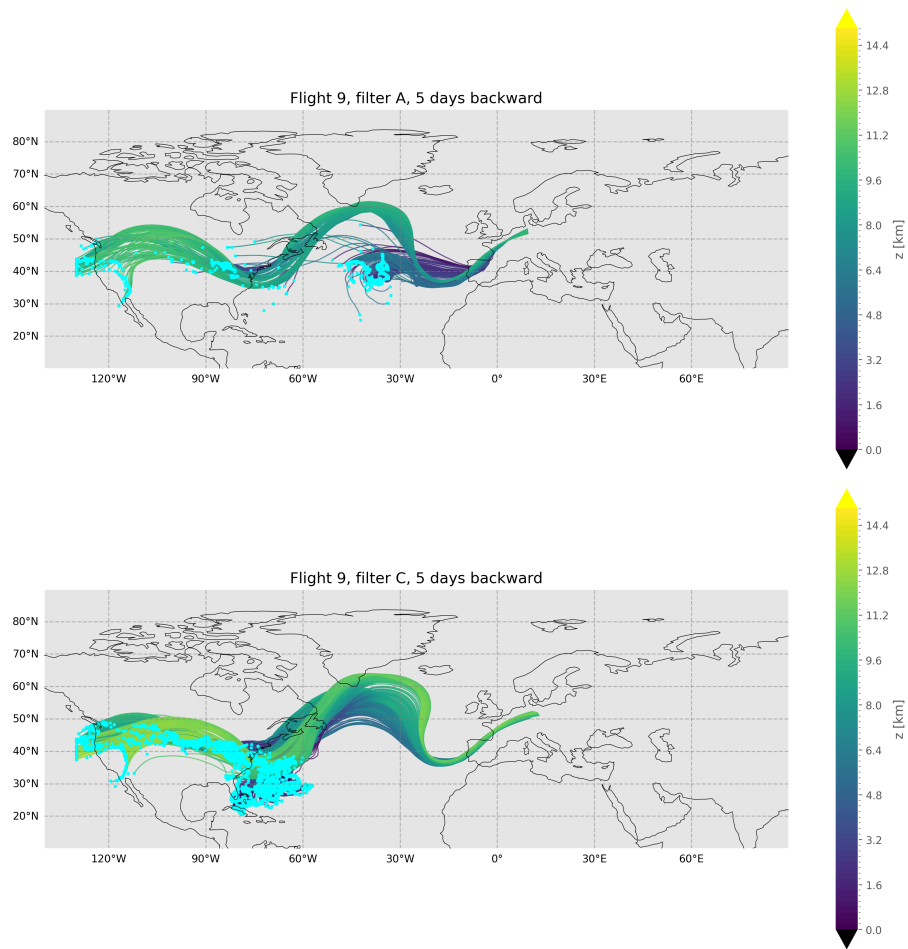 Flight 9, filter A, 5 days backward
80°N
70°N
60°N
50°N
40°N
30°N
20°N
120°W 90°W 60°W 30°W 0° 30°E 60°E
14.4
12.8
11.2
9.6
8.0
6.4
4.8
3.2
1.6
0.0
z [km]
Flight 9, filter C, 5 days backward
80°N
70°N
60°N
50°N
40°N
30°N
20°N
120°W 90°W 60°W 30°W 0° 30°E 60°E
14.4
12.8
11.2
9.6
8.0
6.4
4.8
3.2
1.6
0.0
z [km]